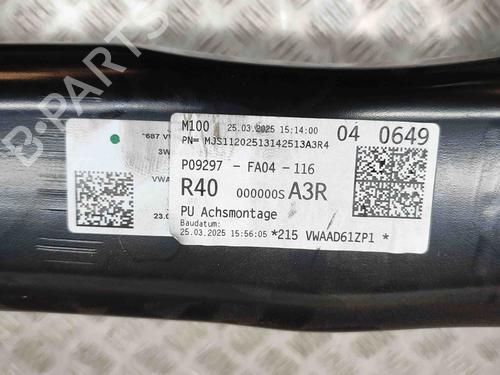 M100 25.03.2025 15:14:00 04 0649
PN= MJS11202513142513A3R4
P09297 - FA04 - 116
R40 000000S A3R
PU Achsmontage
Baudatum:
25.03.2025 15:56:05 *215 VWAAD61ZP1 *
*687 V
3W
VWA
23.0
B-Parts